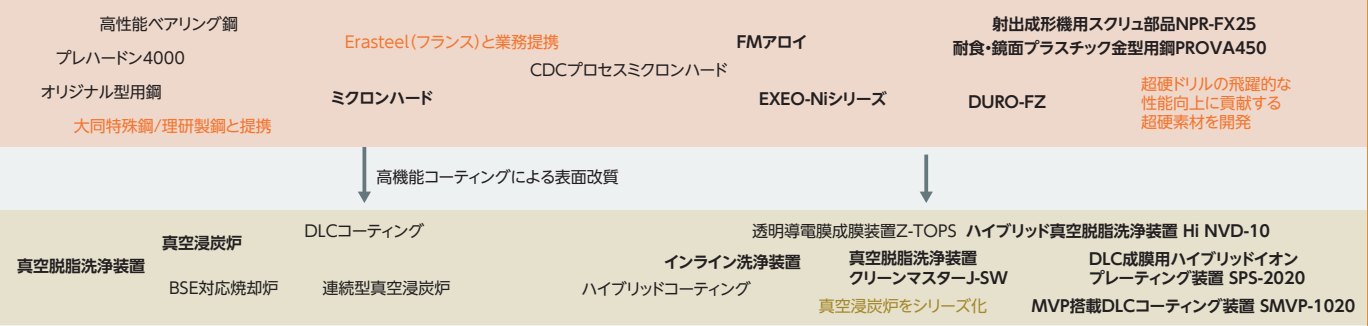 高性能ベアリング鋼
プレハードン4000
オリジナル型用鋼
大同特殊鋼/理研製鋼と提携
Erasteel(フランス)と業務提携
ミクロンハード
CDCプロセスミクロンハード
FMアロイ
EXEO-Niシリーズ
射出成形機用スクリュ部品NPR-FX25
耐食・鏡面プラスチック金型用鋼PROVA450
DURO-FZ
超硬ドリルの飛躍的な
性能向上に貢献する
超硬素材を開発
高機能コーティングによる表面改質
真空脱脂洗浄装置
真空浸炭炉
BSE対応焼却炉
DLCコーティング
連続型真空浸炭炉
ハイブリッドコーティング
インライン洗浄装置
透明導電膜成膜装置Z-TOPS
ハイブリッド真空脱脂洗浄装置 Hi NVD-10
真空脱脂洗浄装置
クリーンマスターJ-SW
真空浸炭炉をシリーズ化
DLC成膜用ハイブリッドイオン
プレーティング装置 SPS-2020
MVP搭載DLCコーティング装置 SMVP-1020